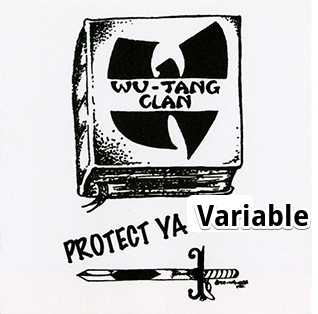 WU-TANG
CLAN
PROTECT YA Variable